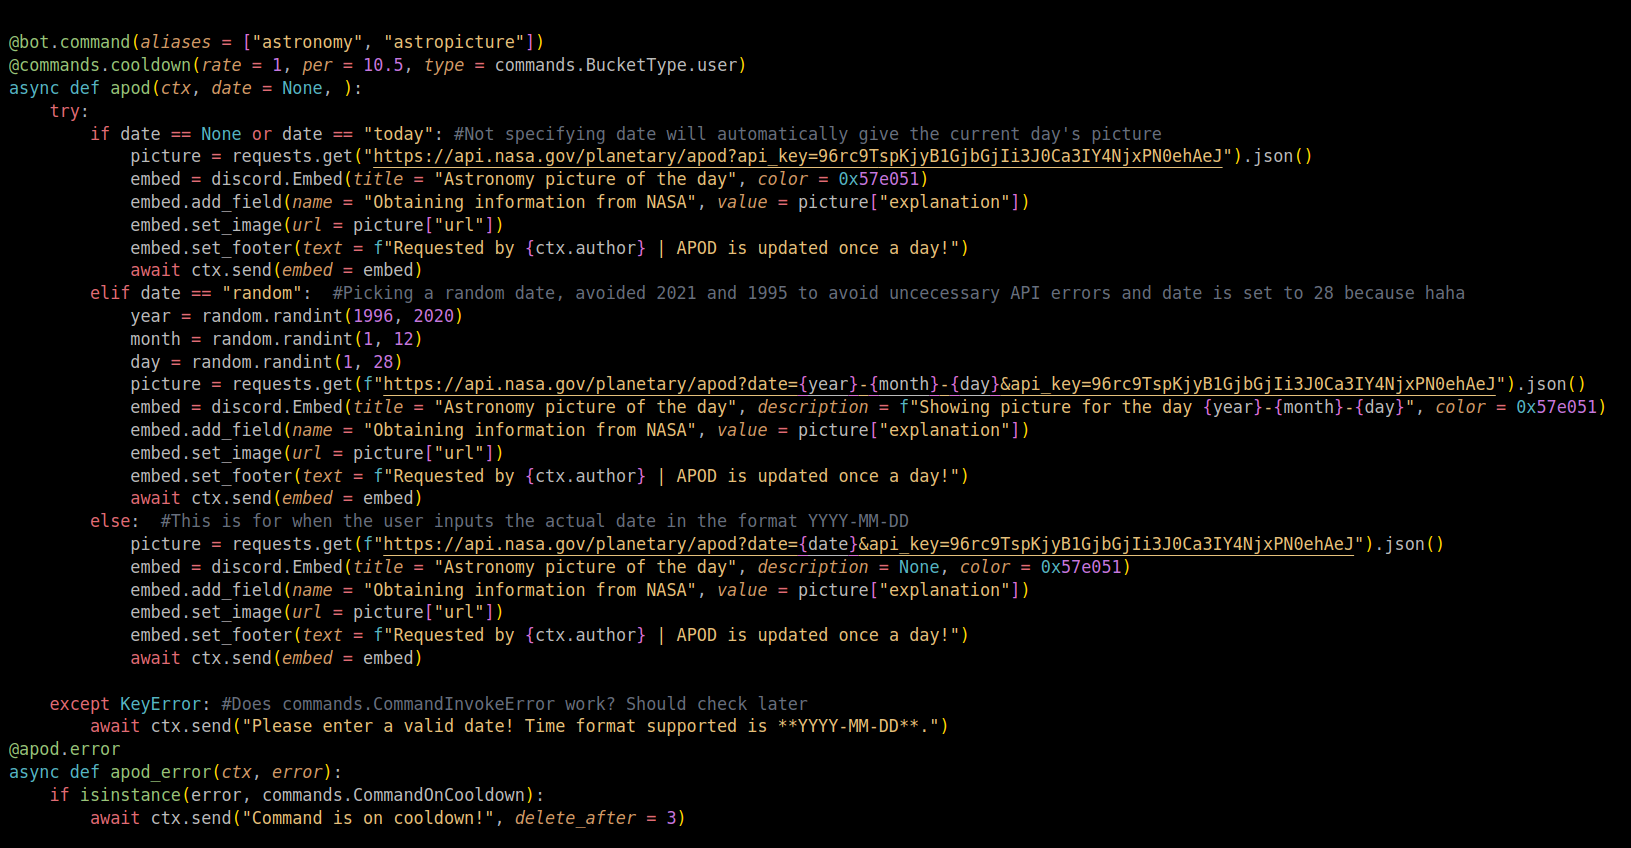 @bot.command(aliases = ["astronomy", "astropicture"])
@commands.cooldown(rate = 1, per = 10.5, type = commands.BucketType.user)
async def apod(ctx, date = None, ):
    try:
        if date == None or date == "today": #Not specifying date will automatically give the current day's picture
            picture = requests.get("https://api.nasa.gov/planetary/apod?api_key=96rc9TspKjyB1GjbGjIi3J0Ca3IY4NjxPN0ehAeJ").json()
            embed = discord.Embed(title = "Astronomy picture of the day", color = 0x57e051)
            embed.add_field(name = "Obtaining information from NASA", value = picture["explanation"])
            embed.set_image(url = picture["url"])
            embed.set_footer(text = f"Requested by {ctx.author} | APOD is updated once a day!")
            await ctx.send(embed = embed)
        elif date == "random":  #Picking a random date, avoided 2021 and 1995 to avoid uncecessary API errors and date is set to 28 because haha
            year = random.randint(1996, 2020)
            month = random.randint(1, 12)
            day = random.randint(1, 28)
            picture = requests.get(f"https://api.nasa.gov/planetary/apod?date={year}-{month}-{day}&api_key=96rc9TspKjyB1GjbGjIi3J0Ca3IY4NjxPN0ehAeJ").json()
            embed = discord.Embed(title = "Astronomy picture of the day", description = f"Showing picture for the day {year}-{month}-{day}", color = 0x57e051)
            embed.add_field(name = "Obtaining information from NASA", value = picture["explanation"])
            embed.set_image(url = picture["url"])
            embed.set_footer(text = f"Requested by {ctx.author} | APOD is updated once a day!")
            await ctx.send(embed = embed)
        else:  #This is for when the user inputs the actual date in the format YYYY-MM-DD
            picture = requests.get(f"https://api.nasa.gov/planetary/apod?date={date}&api_key=96rc9TspKjyB1GjbGjIi3J0Ca3IY4NjxPN0ehAeJ").json()
            embed = discord.Embed(title = "Astronomy picture of the day", description = None, color = 0x57e051)
            embed.add_field(name = "Obtaining information from NASA", value = picture["explanation"])
            embed.set_image(url = picture["url"])
            embed.set_footer(text = f"Requested by {ctx.author} | APOD is updated once a day!")
            await ctx.send(embed = embed)

    except KeyError: #Does commands.CommandInvokeError work? Should check later
        await ctx.send("Please enter a valid date! Time format supported is **YYYY-MM-DD**.")
@apod.error
async def apod_error(ctx, error):
    if isinstance(error, commands.CommandOnCooldown):
        await ctx.send("Command is on cooldown!", delete_after = 3)